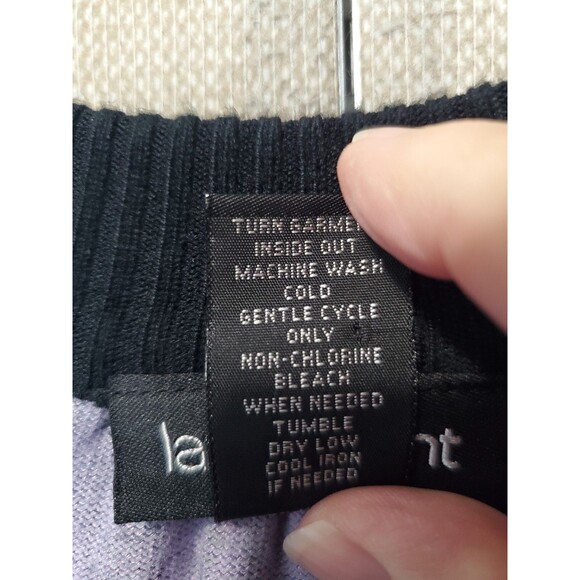 TURN GARMENT
INSIDE OUT
MACHINE WASH
COLD
GENTLE CYCLE
ONLY
NON-CHLORINE
BLEACH
WHEN NEEDED
TUMBLE
DRY LOW
COOL IRON
IF NEEDED